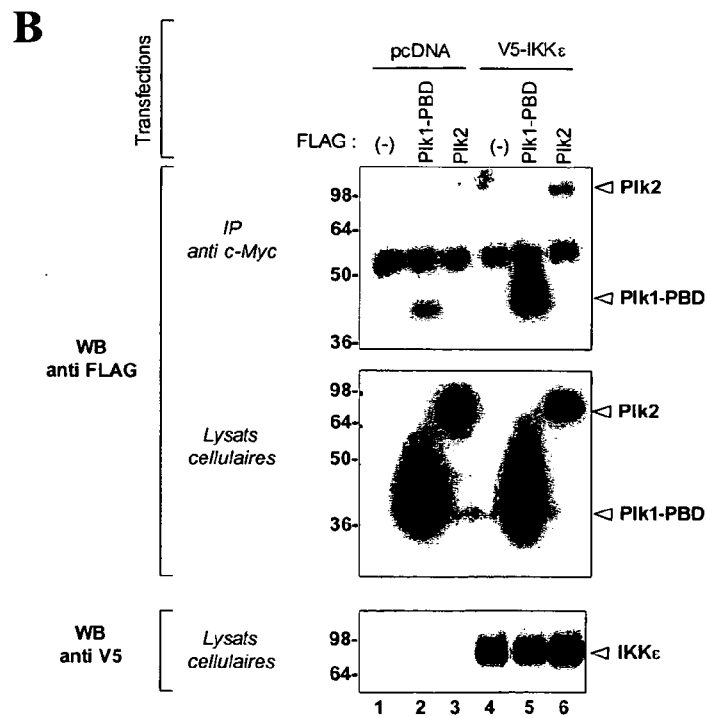 B
Transfections
pcDNA
V5-IKKε
FLAG :
(-)
Plk1-PBD
Plk2
(-)
Plk1-PBD
Plk2
WB
anti FLAG
IP
anti c-Myc
98-
64-
50-
36-
Plk2
Plk1-PBD
Lysats
cellulaires
98-
64-
50-
36-
Plk2
Plk1-PBD
WB
anti V5
Lysats
cellulaires
98-
64-
IKKε
1 2 3 4 5 6